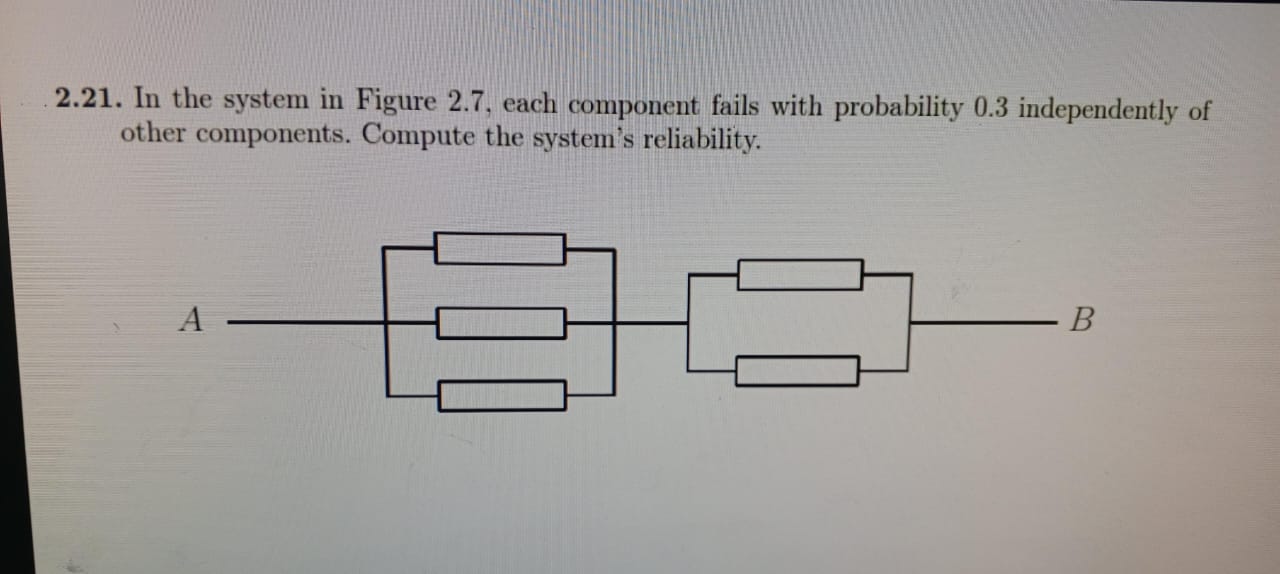 2.21. In the system in Figure 2.7, each component fails with probability 0.3 independently of
other components. Compute the system's reliability.
A
B